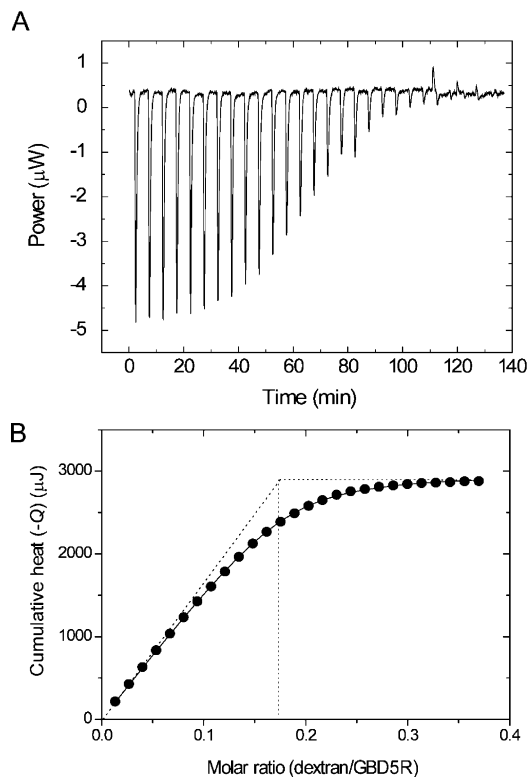 A
1
0
-1
-2
-3
-4
-5
Power (μW)
0 20 40 60 80 100 120 140
Time (min)
B
3000
2000
1000
0
Cumulative heat (-Q) (μJ)
0.0 0.1 0.2 0.3 0.4
Molar ratio (dextran/GBD5R)